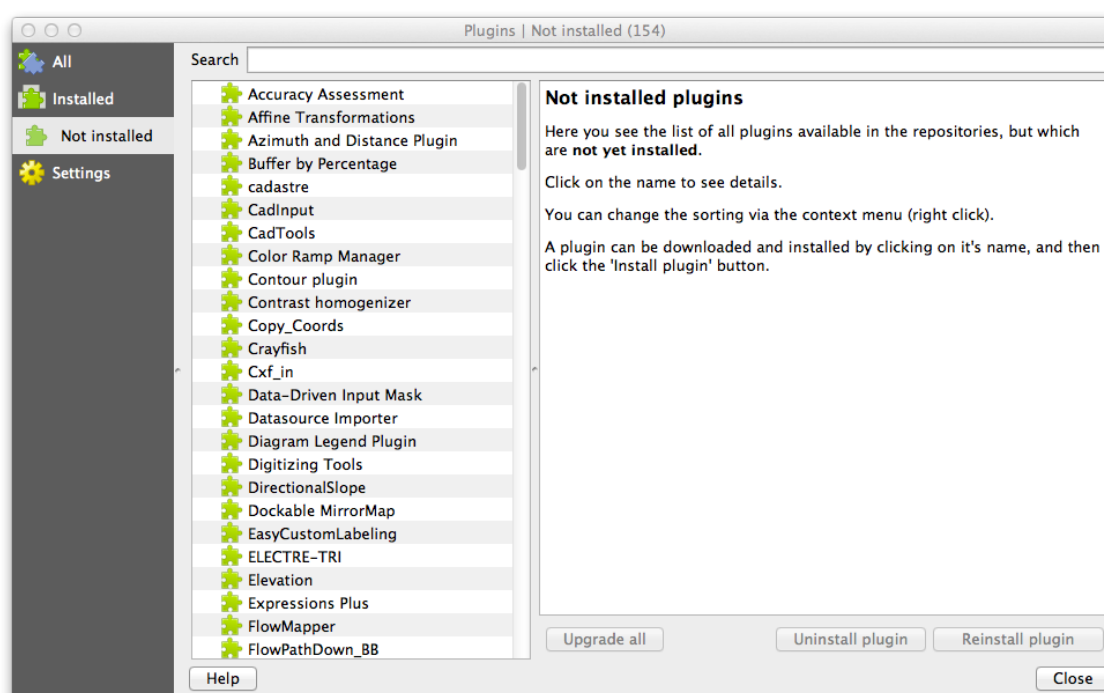 Plugins | Not installed (154)
All
Installed
Not installed
Settings
Search
Accuracy Assessment
Affine Transformations
Azimuth and Distance Plugin
Buffer by Percentage
cadastre
CadInput
CadTools
Color Ramp Manager
Contour plugin
Contrast homogenizer
Copy_Coords
Crayfish
Cxf_in
Data-Driven Input Mask
Datasource Importer
Diagram Legend Plugin
Digitizing Tools
DirectionalSlope
Dockable MirrorMap
EasyCustomLabeling
ELECTRE-TRI
Elevation
Expressions Plus
FlowMapper
FlowPathDown_BB
Not installed plugins
Here you see the list of all plugins available in the repositories, but which
are not yet installed.
Click on the name to see details.
You can change the sorting via the context menu (right click).
A plugin can be downloaded and installed by clicking on it's name, and then
click the 'Install plugin' button.
Upgrade all
Uninstall plugin
Reinstall plugin
Help
Close